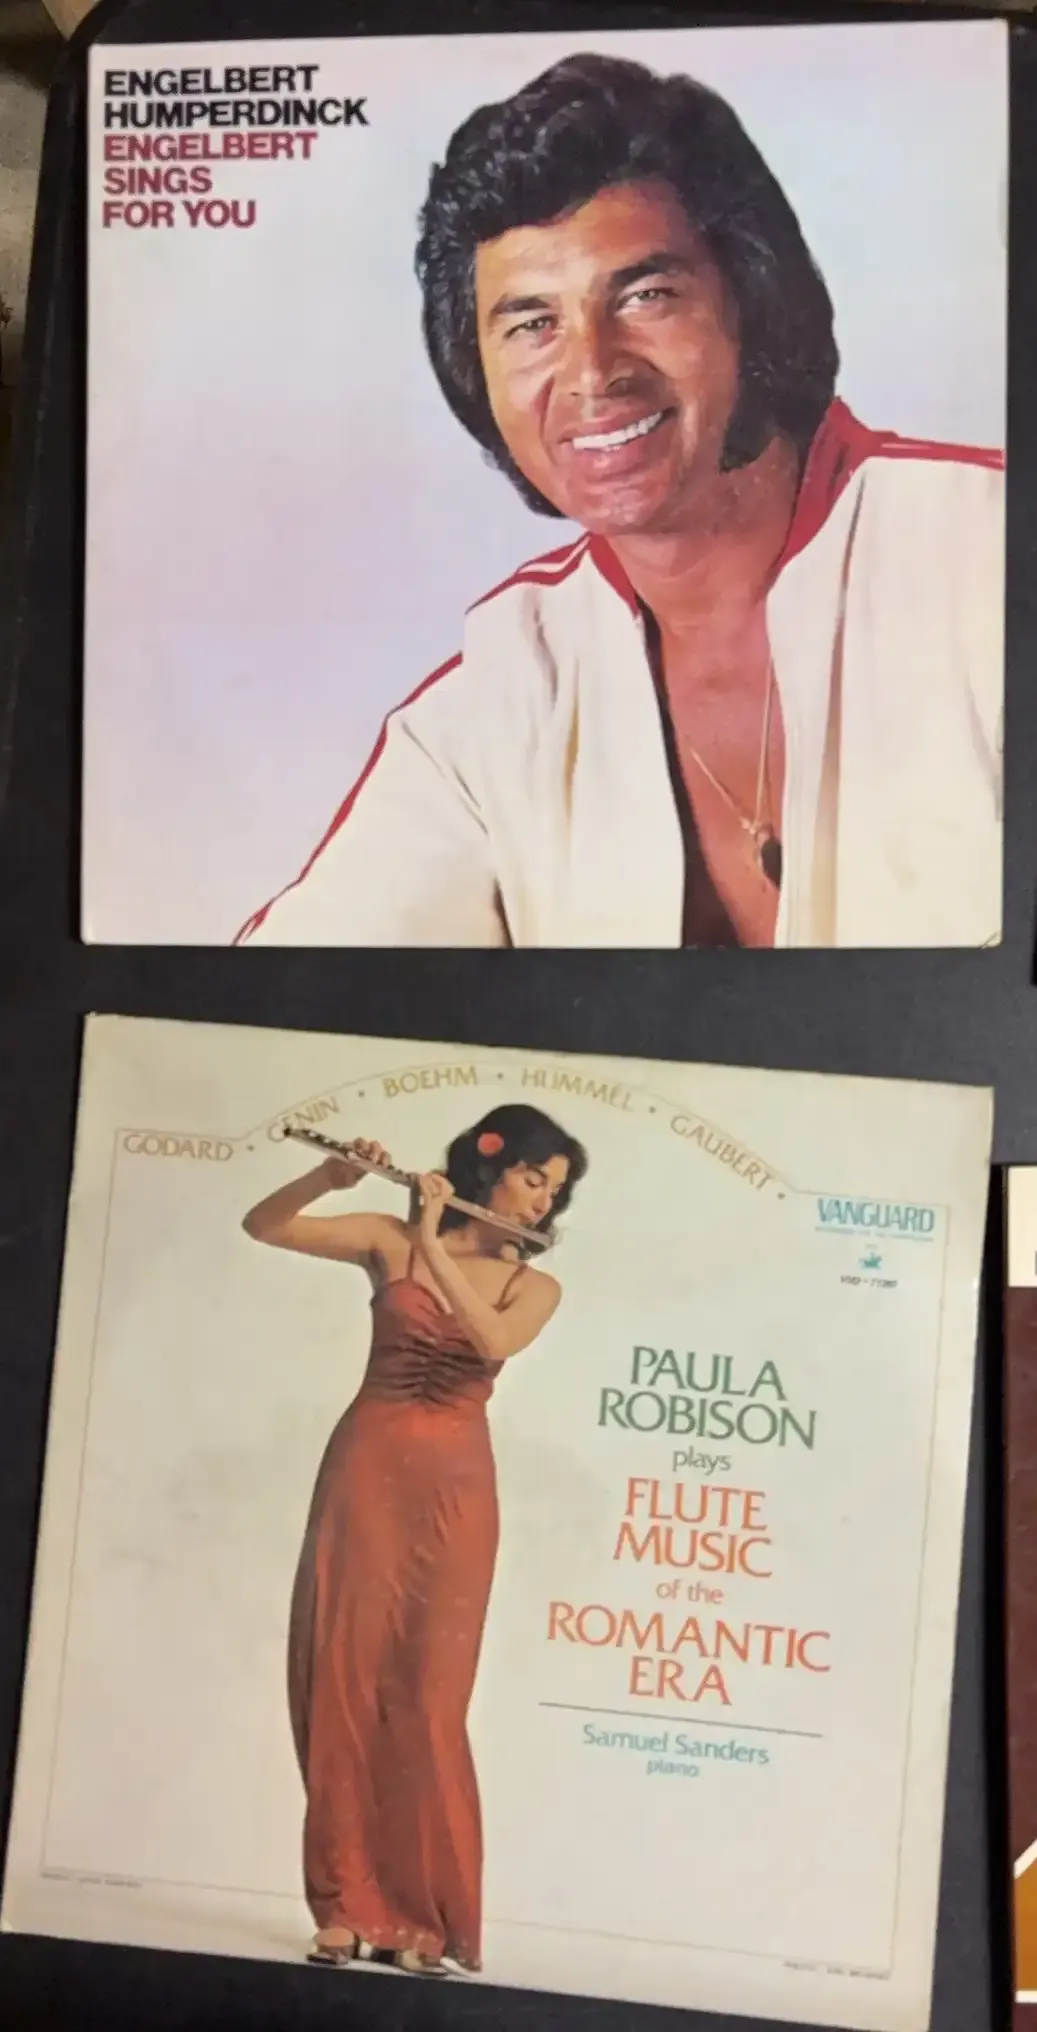 ENGELBERT
HUMPERDINCK
ENGELBERT
SINGS
FOR YOU
GODARD • GENIN • BOEHM • HUMMEL • GAUBERT •
VANGUARD
PAULA
ROBISON
plays
FLUTE
MUSIC
of the
ROMANTIC
ERA
Samuel Sanders
piano